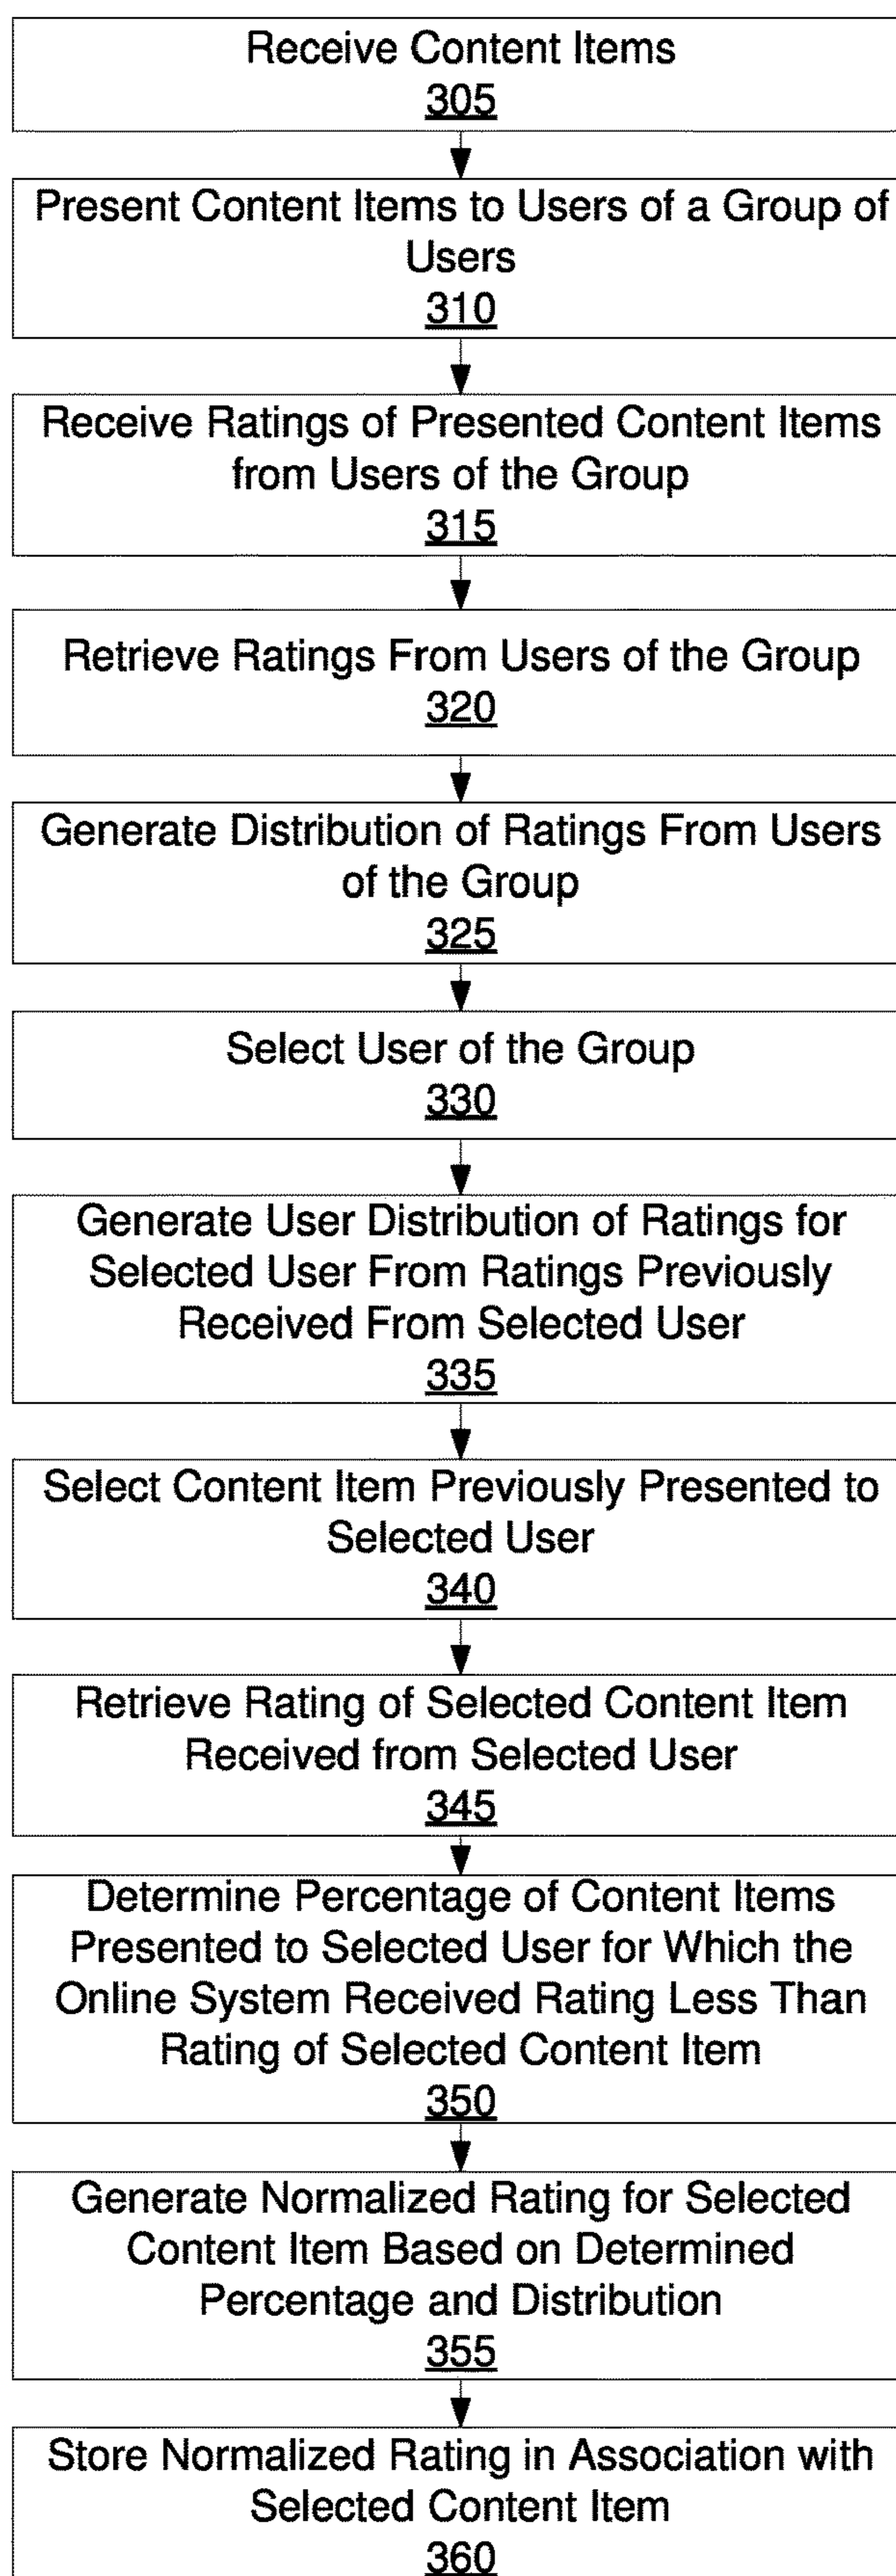 Receive Content Items
305
Present Content Items to Users of a Group of
Users
310
Receive Ratings of Presented Content Items
from Users of the Group
315
Retrieve Ratings From Users of the Group
320
Generate Distribution of Ratings From Users
of the Group
325
Select User of the Group
330
Generate User Distribution of Ratings for
Selected User From Ratings Previously
Received From Selected User
335
Select Content Item Previously Presented to
Selected User
340
Retrieve Rating of Selected Content Item
Received from Selected User
345
Determine Percentage of Content Items
Presented to Selected User for Which the
Online System Received Rating Less Than
Rating of Selected Content Item
350
Generate Normalized Rating for Selected
Content Item Based on Determined
Percentage and Distribution
355
Store Normalized Rating in Association with
Selected Content Item
360